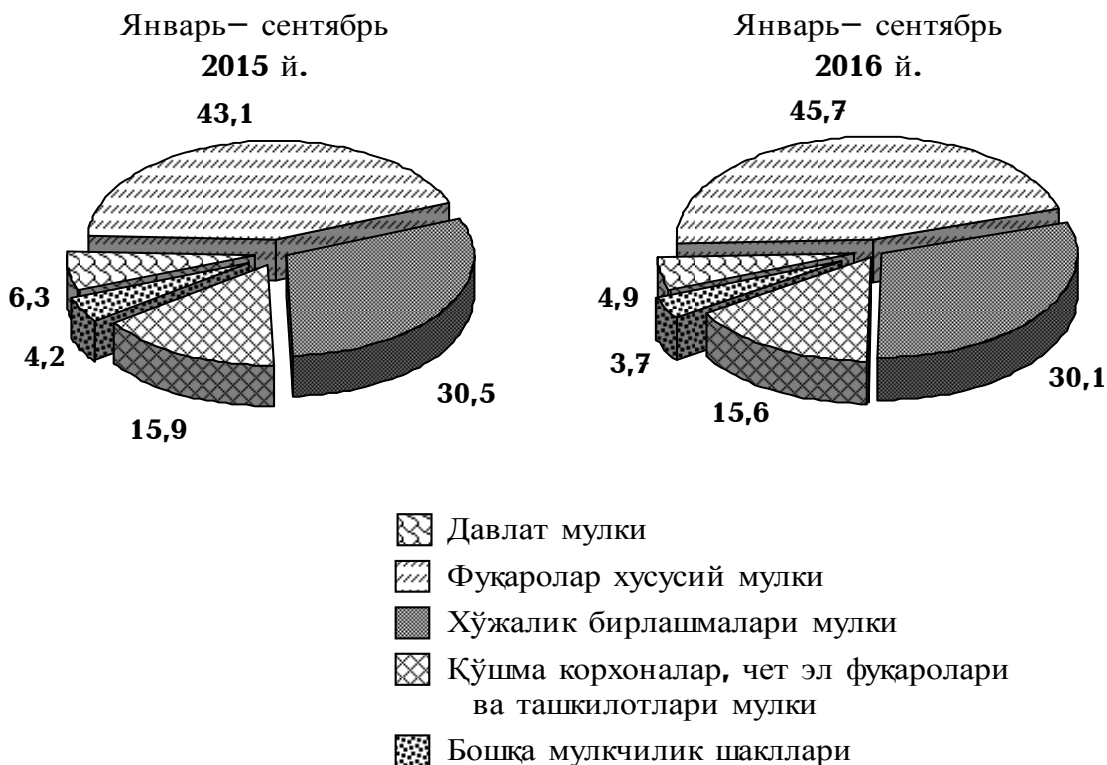 Январь– сентябрь
2015 й.
43,1
6,3
4,2
15,9
30,5
Январь– сентябрь
2016 й.
45,7
4,9
3,7
15,6
30,1
Давлат мулки
Фуқаролар хусусий мулки
Хўжалик бирлашмалари мулки
Қўшма корхоналар, чет эл фуқаролари
ва ташкилотлари мулки
Бошқа мулкчилик шакллари